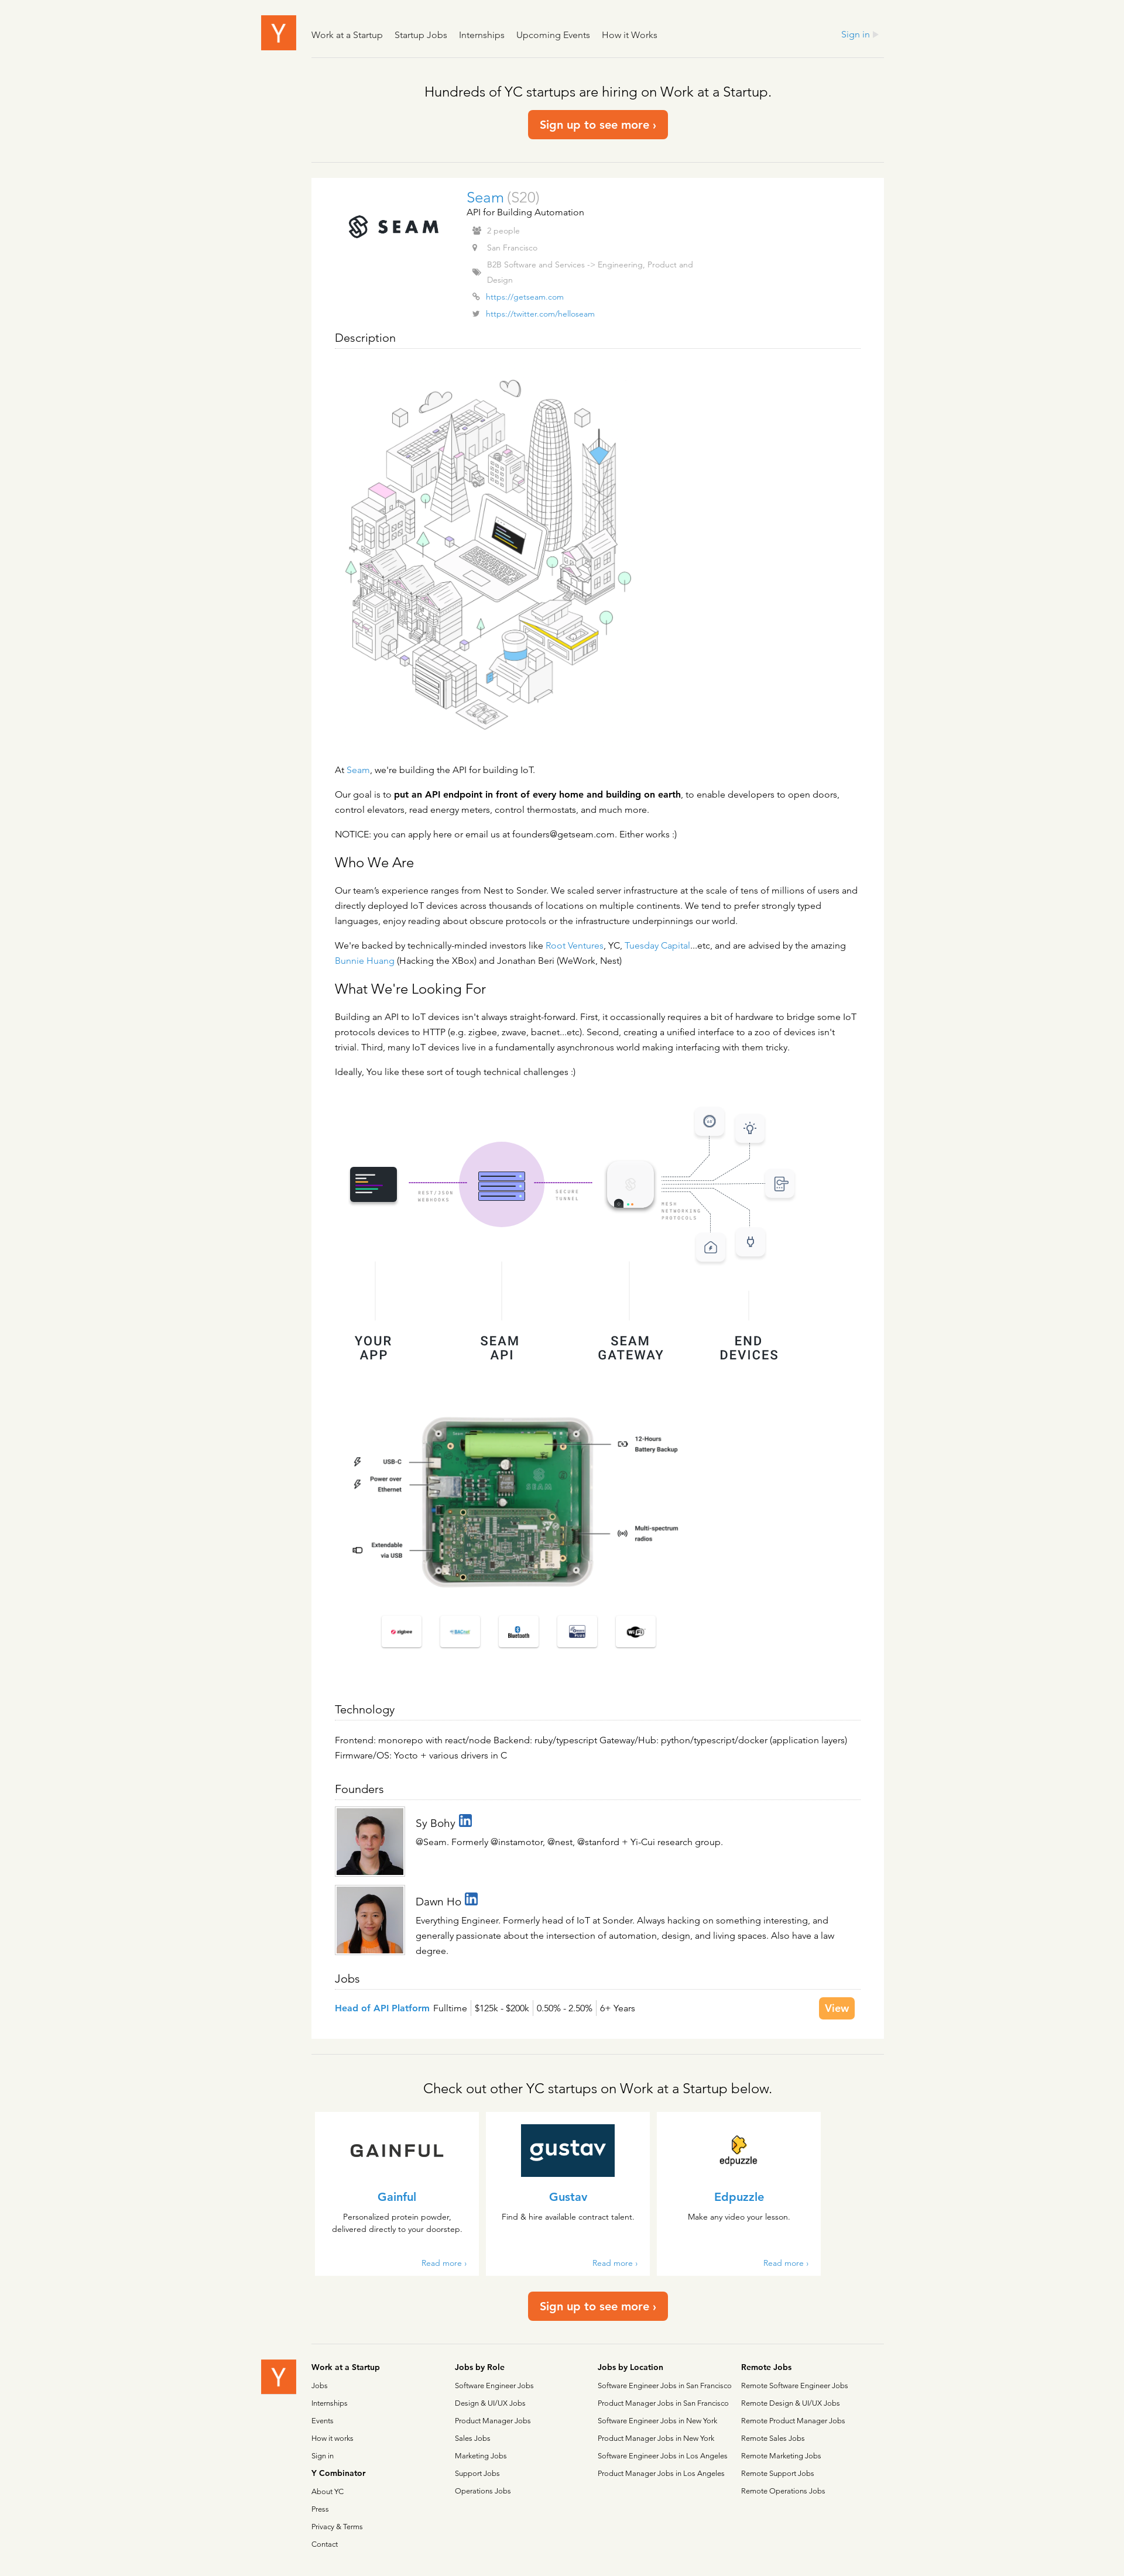 Y
Work at a Startup Startup Jobs Internships Upcoming Events How it Works Sign in
Hundreds of YC startups are hiring on Work at a Startup.
Sign up to see more ›
SEAM
Seam (S20)
API for Building Automation
2 people
San Francisco
B2B Software and Services -> Engineering, Product and
Design
https://getseam.com
https://twitter.com/helloseam
Description
At Seam, we're building the API for building IoT.
Our goal is to put an API endpoint in front of every home and building on earth, to enable developers to open doors,
control elevators, read energy meters, control thermostats, and much more.
NOTICE: you can apply here or email us at founders@getseam.com. Either works :)
Who We Are
Our team's experience ranges from Nest to Sonder. We scaled server infrastructure at the scale of tens of millions of users and
directly deployed IoT devices across thousands of locations on multiple continents. We tend to prefer strongly typed
languages, enjoy reading about obscure protocols or the infrastructure underpinnings our world.
We're backed by technically-minded investors like Root Ventures, YC, Tuesday Capital...etc, and are advised by the amazing
Bunnie Huang (Hacking the XBox) and Jonathan Beri (WeWork, Nest)
What We're Looking For
Building an API to IoT devices isn't always straight-forward. First, it occassionally requires a bit of hardware to bridge some IoT
protocols devices to HTTP (e.g. zigbee, zwave, bacnet...etc). Second, creating a unified interface to a zoo of devices isn't
trivial. Third, many IoT devices live in a fundamentally asynchronous world making interfacing with them tricky.
Ideally, You like these sort of tough technical challenges :)
REST/JSON
WEBHOOKS
SECURE
TUNNEL
MESH
NETWORKING
PROTOCOLS
YOUR
APP
SEAM
API
SEAM
GATEWAY
END
DEVICES
12-Hours
Battery Backup
USB-C
Power over
Ethernet
SEAM
Multi-spectrum
radios
Extendable
via USB
zigbee BACnet Bluetooth WiFi
Technology
Frontend: monorepo with react/node Backend: ruby/typescript Gateway/Hub: python/typescript/docker (application layers)
Firmware/OS: Yocto + various drivers in C
Founders
Sy Bohy in
@Seam. Formerly @instamotor, @nest, @stanford + Yi-Cui research group.
Dawn Ho in
Everything Engineer. Formerly head of IoT at Sonder. Always hacking on something interesting, and
generally passionate about the intersection of automation, design, and living spaces. Also have a law
degree.
Jobs
Head of API Platform Fulltime $125k - $200k 0.50% - 2.50% 6+ Years View
Check out other YC startups on Work at a Startup below.
GAINFUL
Gainful
Personalized protein powder,
delivered directly to your doorstep.
Read more ›
gustav
Gustav
Find & hire available contract talent.
Read more ›
edpuzzle
Edpuzzle
Make any video your lesson.
Read more ›
Sign up to see more ›
Y
Work at a Startup
Jobs
Internships
Events
How it works
Sign in
Y Combinator
About YC
Press
Privacy & Terms
Contact
Jobs by Role
Software Engineer Jobs
Design & UI/UX Jobs
Product Manager Jobs
Sales Jobs
Marketing Jobs
Support Jobs
Operations Jobs
Jobs by Location
Software Engineer Jobs in San Francisco
Product Manager Jobs in San Francisco
Software Engineer Jobs in New York
Product Manager Jobs in New York
Software Engineer Jobs in Los Angeles
Product Manager Jobs in Los Angeles
Remote Jobs
Remote Software Engineer Jobs
Remote Design & UI/UX Jobs
Remote Product Manager Jobs
Remote Sales Jobs
Remote Marketing Jobs
Remote Support Jobs
Remote Operations Jobs